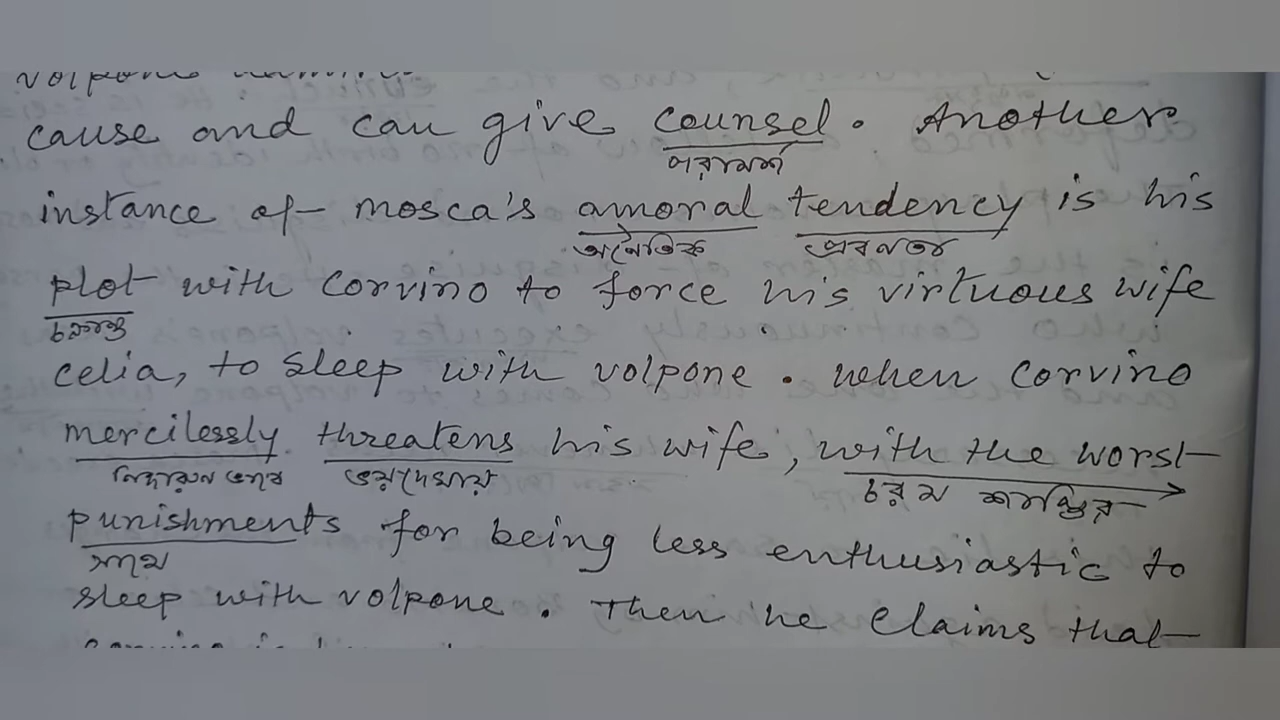 cause and can give counsel. Another
পরামর্শ
instance of mosca's amoral tendency is his
অনৈতিক প্রবণতা
plot with corvino to force his virtuous wife
চক্রান্ত
celia, to sleep with volpone. when corvino
mercilessly threatens his wife, with the worst
নিদারুন ভাবে ভয়দেখায় চরম শাস্তির
punishments for being less enthusiastic to
সাথে
sleep with volpone. Then he claims that